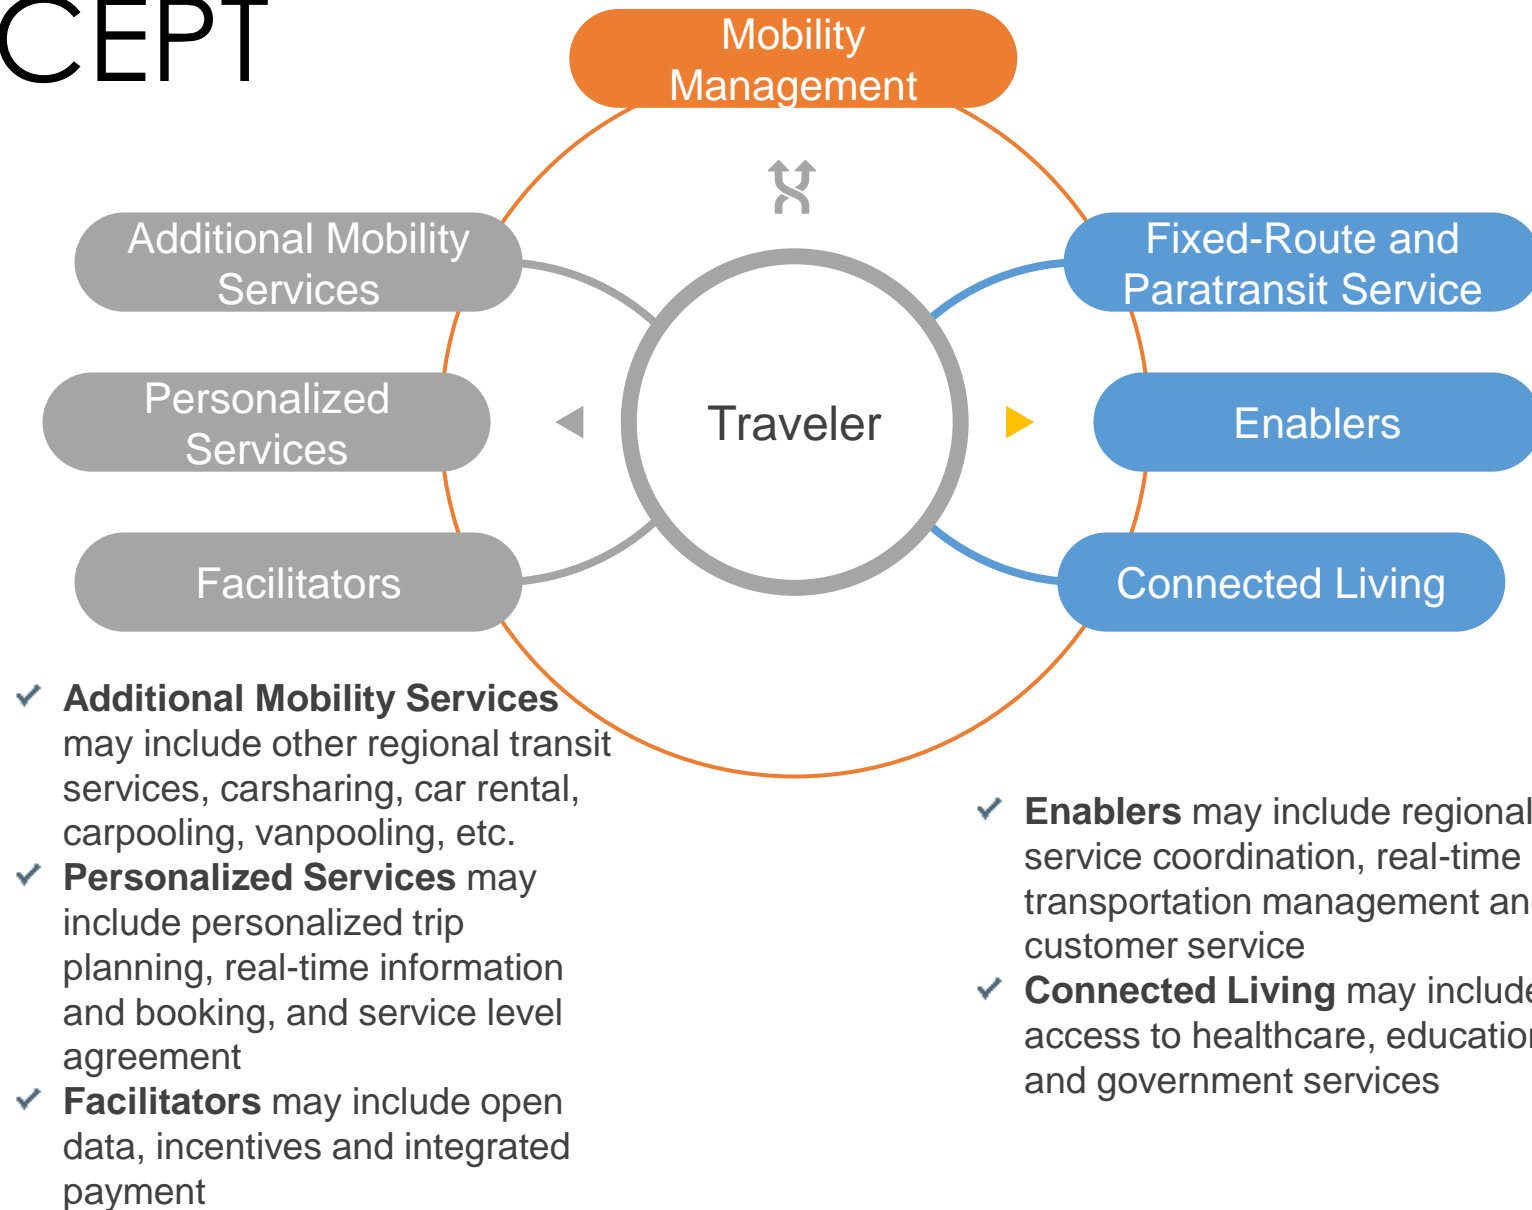 CEPT
Mobility
Management
Additional Mobility
Services
Fixed-Route and
Paratransit Service
Personalized
Services
Traveler
Enablers
Facilitators
Connected Living
Additional Mobility Services
may include other regional transit
services, carsharing, car rental,
carpooling, vanpooling, etc.
Personalized Services may
include personalized trip
planning, real-time information
and booking, and service level
agreement
Facilitators may include open
data, incentives and integrated
payment
Enablers may include regional
service coordination, real-time
transportation management an
customer service
Connected Living may include
access to healthcare, education
and government services